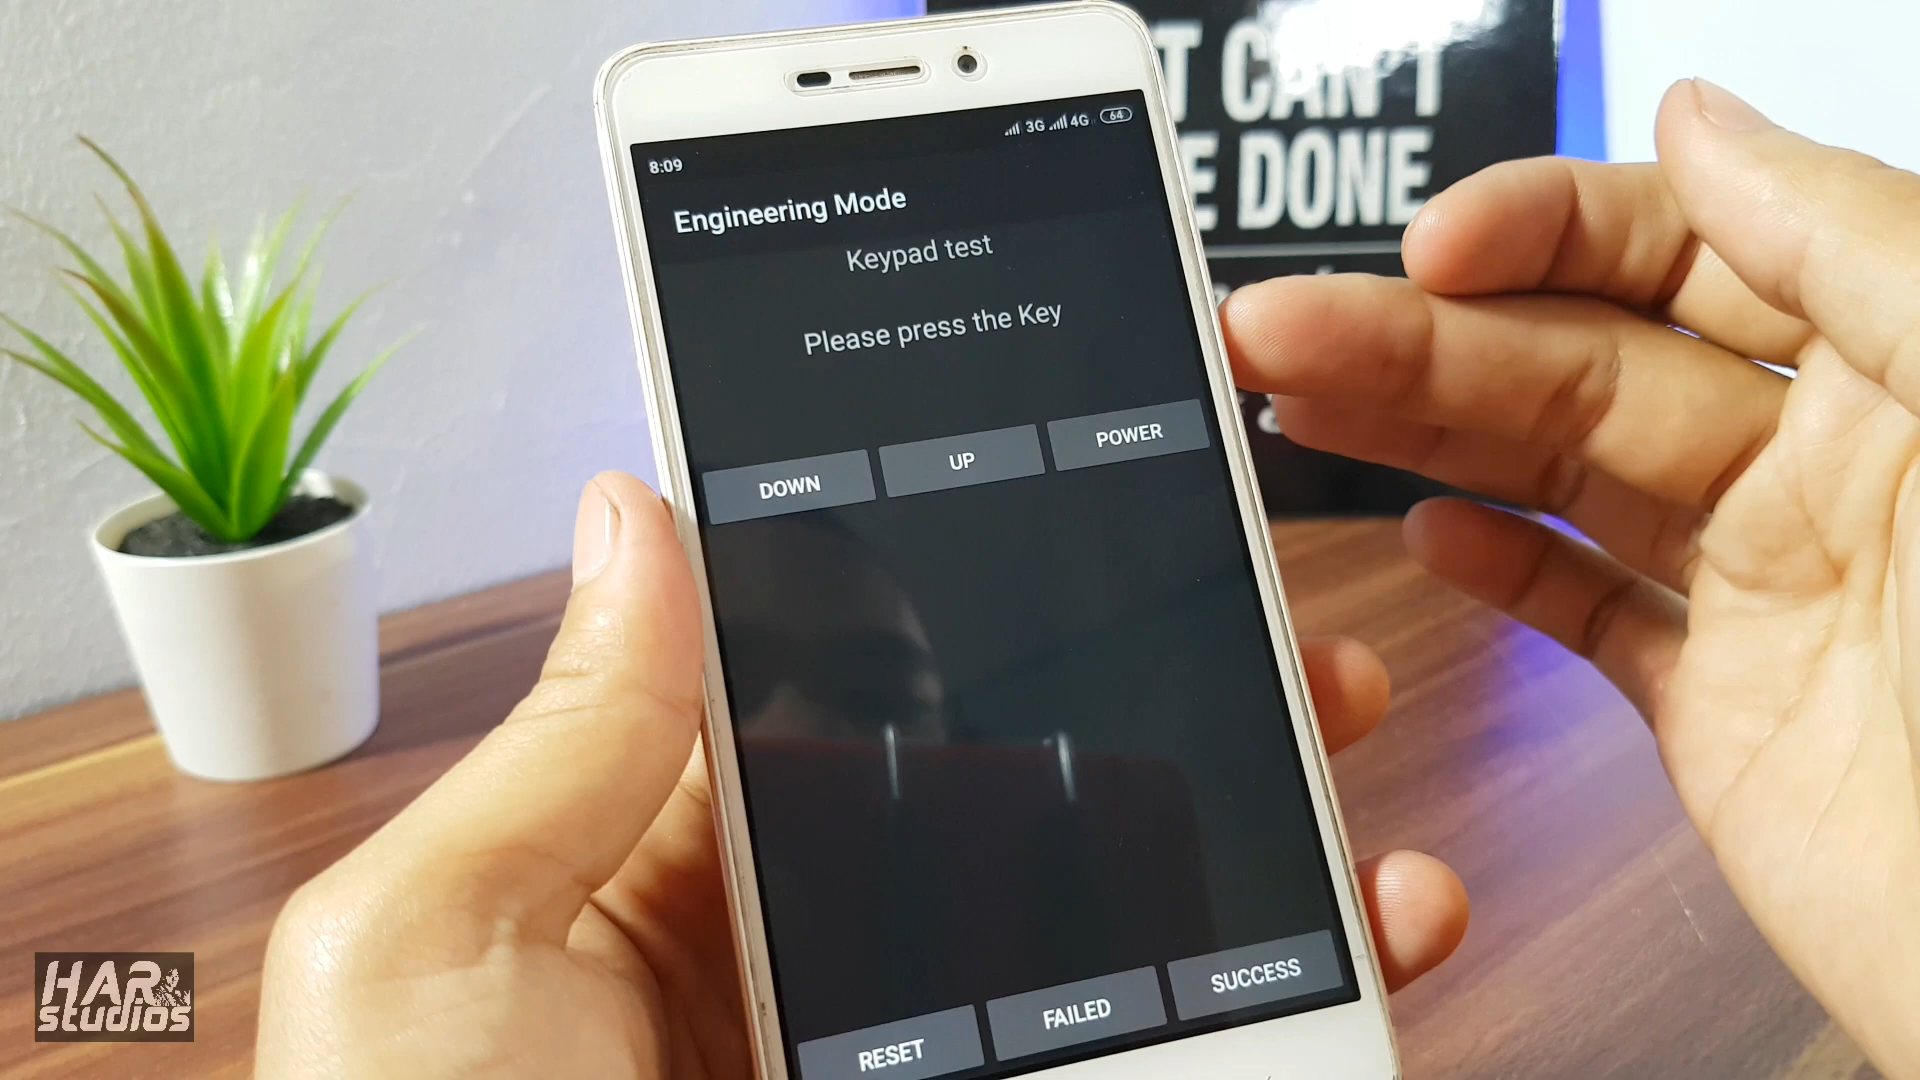 T CAN'T
E DONE
8:09
3G 4G 64
Engineering Mode
Keypad test
Please press the Key
DOWN UP POWER
RESET FAILED SUCCESS
HAR
studios